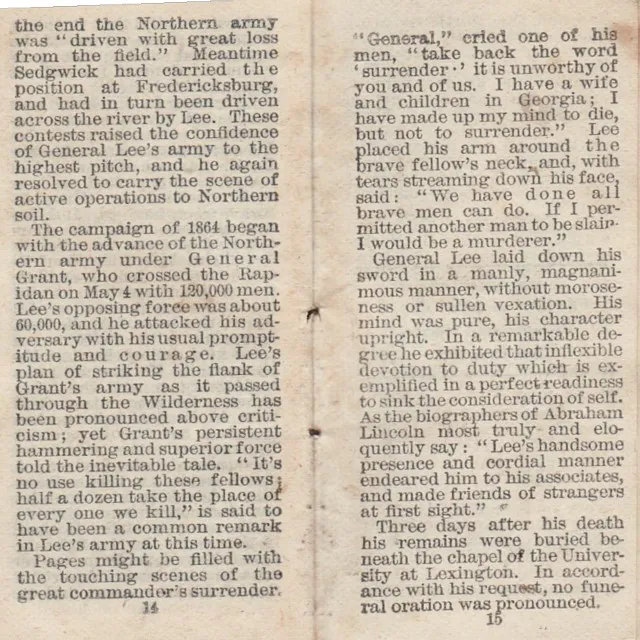 the end the Northern army
was "driven with great loss
from the field." Meantime
Sedgwick had carried the
position at Fredericksburg,
and had in turn been driven
across the river by Lee. These
contests raised the confidence
of General Lee's army to the
highest pitch, and he again
resolved to carry the scene of
active operations to Northern
soil.
The campaign of 1864 began
with the advance of the North-
ern army under General
Grant, who crossed the Rap-
idan on May 4 with 120,000 men.
Lee's opposing force was about
60,000, and he attacked his ad-
versary with his usual prompt-
itude and courage. Lee's
plan of striking the flank of
Grant's army as it passed
through the Wilderness has
been pronounced above criti-
cism; yet Grant's persistent
hammering and superior force
told the inevitable tale. "It's
no use killing these fellows;
half a dozen take the place of
every one we kill," is said to
have been a common remark
in Lee's army at this time.
Pages might be filled with
the touching scenes of the
great commander's surrender.
14
"General," cried one of his
men, "take back the word
'surrender·' it is unworthy of
you and of us. I have a wife
and children in Georgia; I
have made up my mind to die,
but not to surrender." Lee
placed his arm around the
brave fellow's neck, and, with
tears streaming down his face,
said: "We have done all
brave men can do. If I per-
mitted another man to be slain
I would be a murderer."
General Lee laid down his
sword in a manly, magnani-
mous manner, without morose-
ness or sullen vexation. His
mind was pure, his character
upright. In a remarkable de-
gree he exhibited that inflexible
devotion to duty which is ex-
emplified in a perfect readiness
to sink the consideration of self.
As the biographers of Abraham
Lincoln most truly and elo-
quently say: "Lee's handsome
presence and cordial manner
endeared him to his associates,
and made friends of strangers
at first sight."
Three days after his death
his remains were buried be-
neath the chapel of the Univer-
sity at Lexington. In accord-
ance with his request, no fune-
ral oration was pronounced.
15